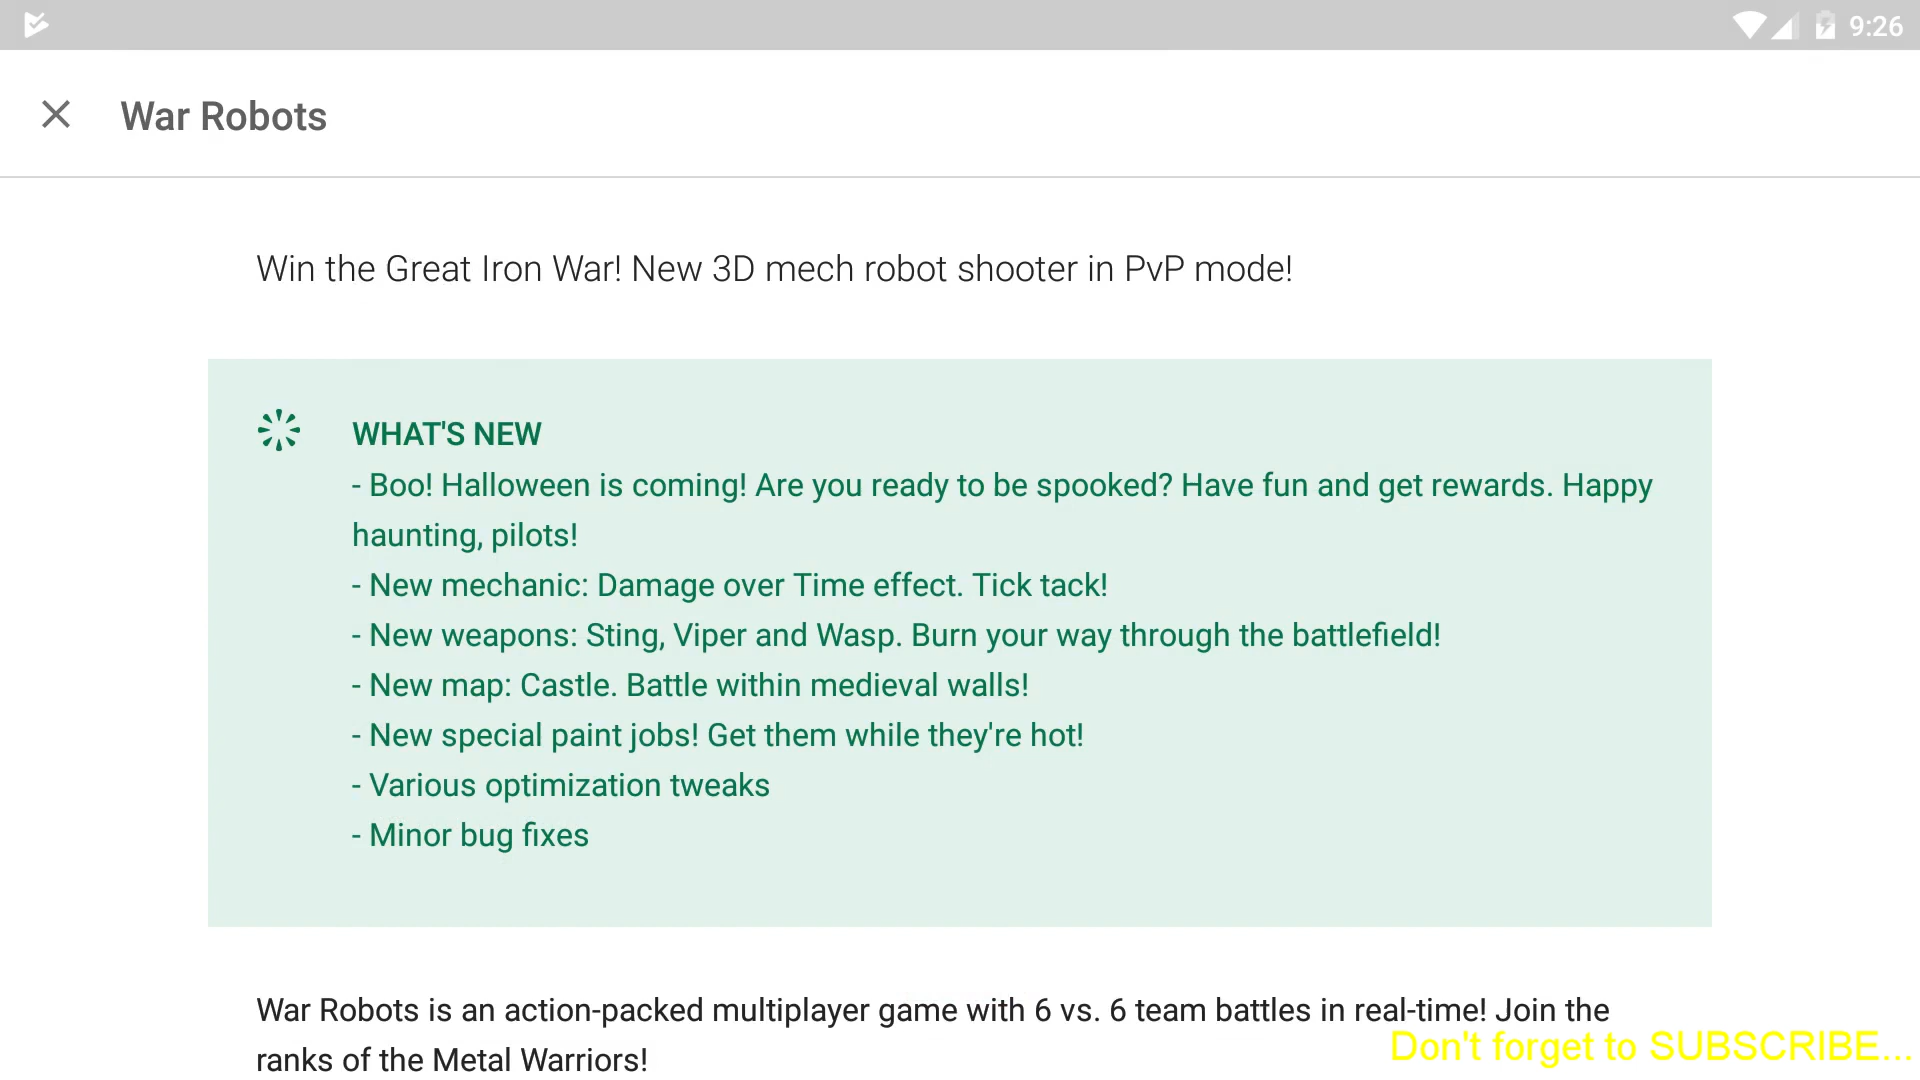 9:26
War Robots
Win the Great Iron War! New 3D mech robot shooter in PvP mode!
WHAT'S NEW
- Boo! Halloween is coming! Are you ready to be spooked? Have fun and get rewards. Happy
haunting, pilots!
- New mechanic: Damage over Time effect. Tick tack!
- New weapons: Sting, Viper and Wasp. Burn your way through the battlefield!
- New map: Castle. Battle within medieval walls!
- New special paint jobs! Get them while they're hot!
- Various optimization tweaks
- Minor bug fixes
War Robots is an action-packed multiplayer game with 6 vs. 6 team battles in real-time! Join the
ranks of the Metal Warriors!
Don't forget to SUBSCRIBE...